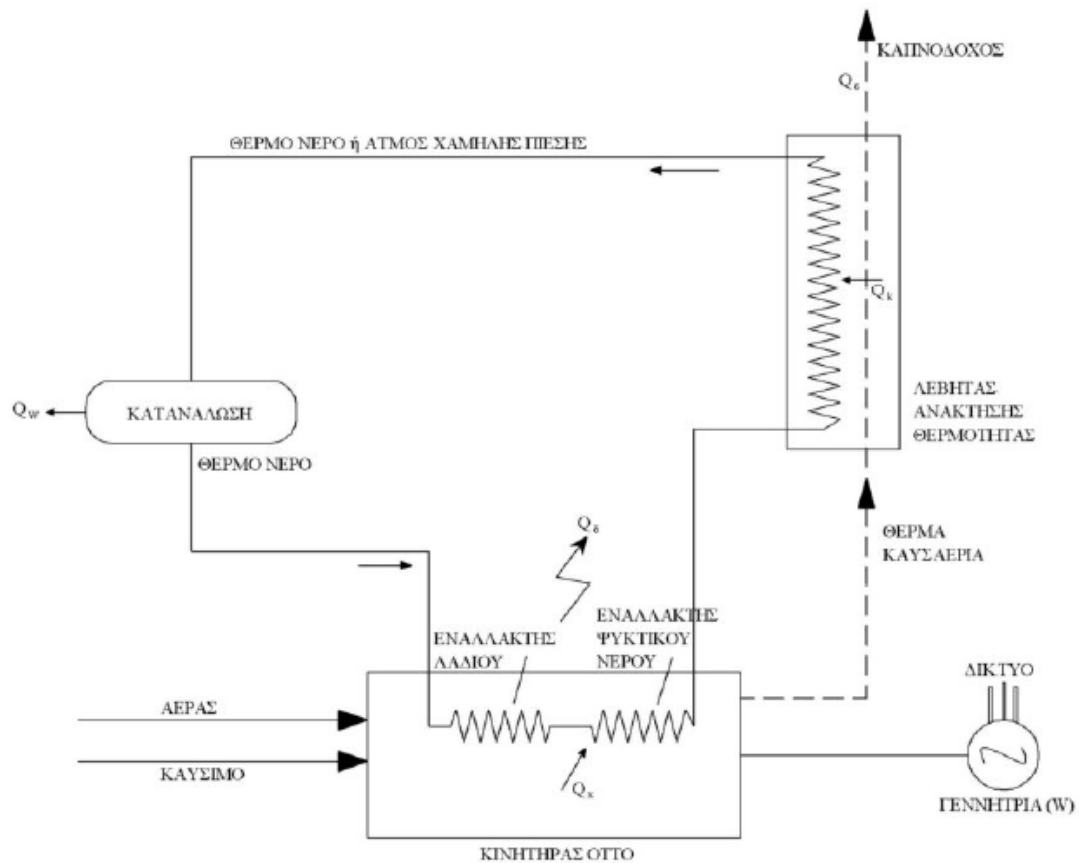 ΚΑΠΝΟΔΟΧΟΣ
Qε
ΘΕΡΜΟ ΝΕΡΟ ή ΑΤΜΟΣ ΧΑΜΗΛΗΣ ΠΙΕΣΗΣ
Qk
QW
ΚΑΤΑΝΑΛΩΣΗ
ΛΕΒΗΤΑΣ
ΑΝΑΚΤΗΣΗΣ
ΘΕΡΜΟΤΗΤΑΣ
ΘΕΡΜΟ ΝΕΡΟ
Qδ
ΘΕΡΜΑ
ΚΑΥΣΑΕΡΙΑ
ΕΝΑΛΛΑΚΤΗΣ
ΛΑΔΙΟΥ
ΕΝΑΛΛΑΚΤΗΣ
ΨΥΚΤΙΚΟΥ
ΝΕΡΟΥ
ΔΙΚΤΥΟ
ΑΕΡΑΣ
ΚΑΥΣΙΜΟ
Qκ
ΓΕΝΝΗΤΡΙΑ (W)
ΚΙΝΗΤΗΡΑΣ ΟΤΤΟ